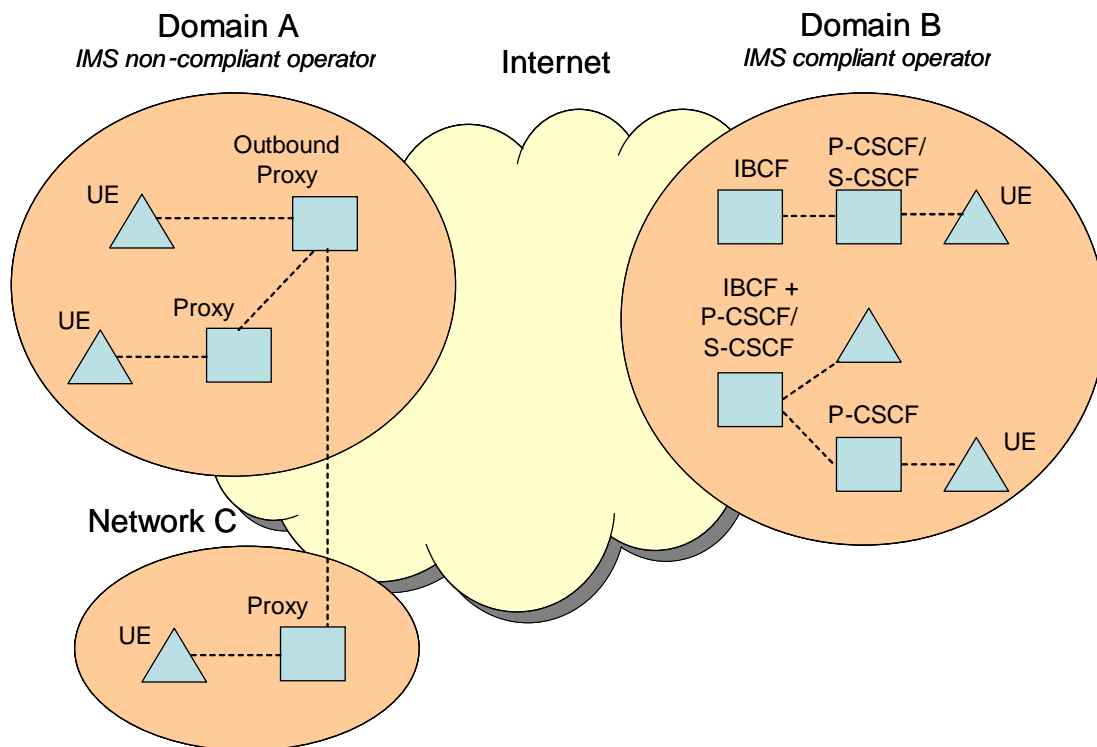 Domain A
IMS non-compliant operator
Internet
Domain B
IMS compliant operator
Outbound
Proxy
UE
Proxy
UE
IBCF
P-CSCF/
S-CSCF
UE
IBCF +
P-CSCF/
S-CSCF
P-CSCF
UE
Network C
Proxy
UE